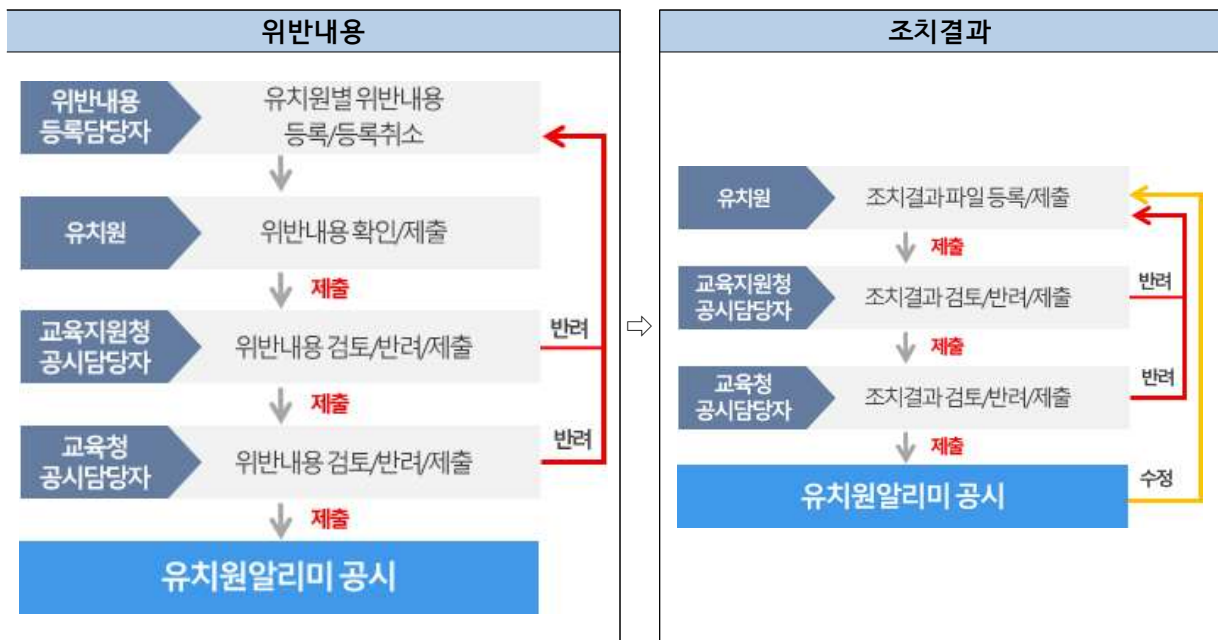 위반내용
위반내용
등록담당자
유치원별 위반내용
등록/등록취소
유치원
위반내용 확인/제출
제출
교육지원청
공시담당자
위반내용 검토/반려/제출
반려
제출
교육청
공시담당자
위반내용 검토/반려/제출
반려
제출
유치원알리미 공시
⇨
조치결과
유치원
조치결과 파일 등록/제출
제출
교육지원청
공시담당자
조치결과 검토/반려/제출
반려
제출
교육청
공시담당자
조치결과 검토/반려/제출
반려
제출
유치원알리미 공시
수정